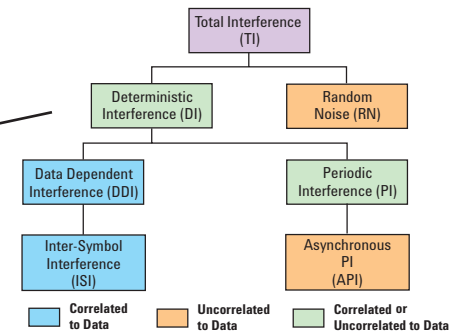 Total Interference
(TI)
Deterministic
Interference (DI)
Random
Noise (RN)
Data Dependent
Interference (DDI)
Periodic
Interference (PI)
Inter-Symbol
Interference
(ISI)
Asynchronous
PI
(API)
Correlated
to Data
Uncorrelated
to Data
Correlated or
Uncorrelated to Data